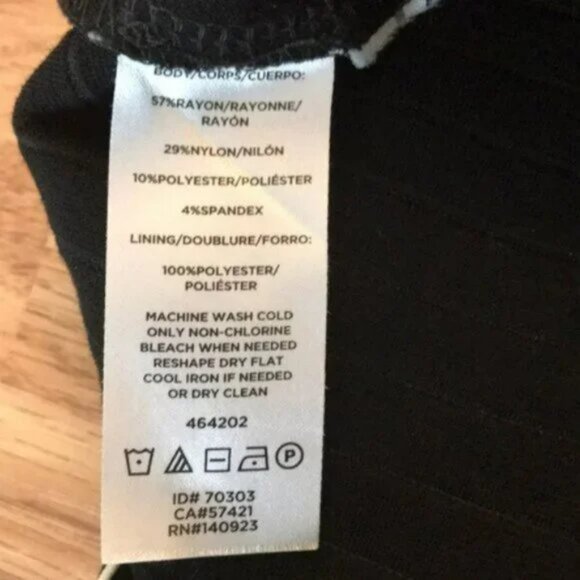 BODY/CORPS/CUERPO:
57%RAYON/RAYONNE/
RAYÓN
29%NYLON/NILÓN
10%POLYESTER/POLIÉSTER
4%SPANDEX
LINING/DOUBLURE/FORRO:
100%POLYESTER/
POLIÉSTER
MACHINE WASH COLD
ONLY NON-CHLORINE
BLEACH WHEN NEEDED
RESHAPE DRY FLAT
COOL IRON IF NEEDED
OR DRY CLEAN
464202
P
ID# 70303
CA#57421
RN#140923